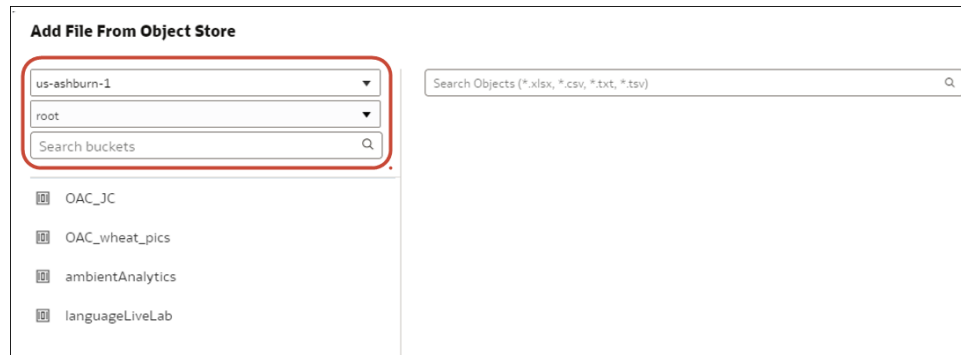 Add File From Object Store
us-ashburn-1
root
Search buckets
OAC_JC
OAC_wheat_pics
ambientAnalytics
languageLiveLab
Search Objects (*.xlsx, *.csv, *.txt, *.tsv)